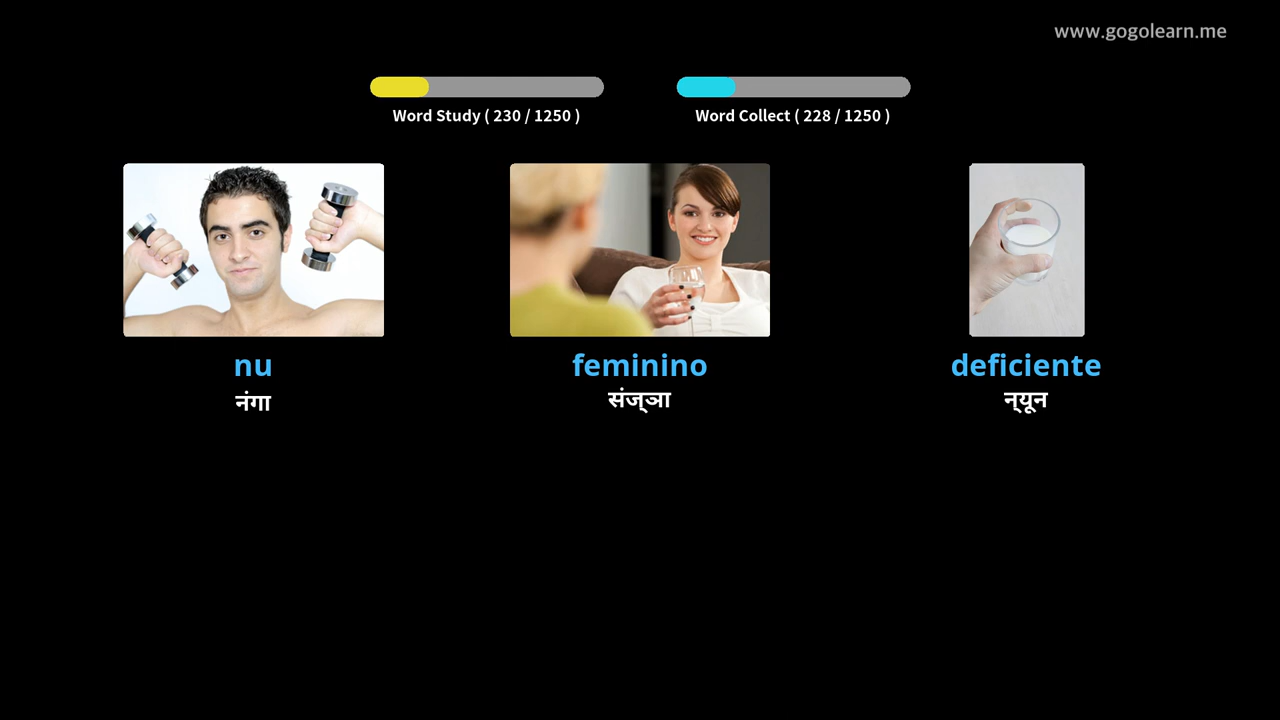 www.gogolearn.me
Word Study ( 230 / 1250 )
Word Collect ( 228 / 1250 )
nu
feminino
deficiente
नंगा
संज्ञा
न्यून